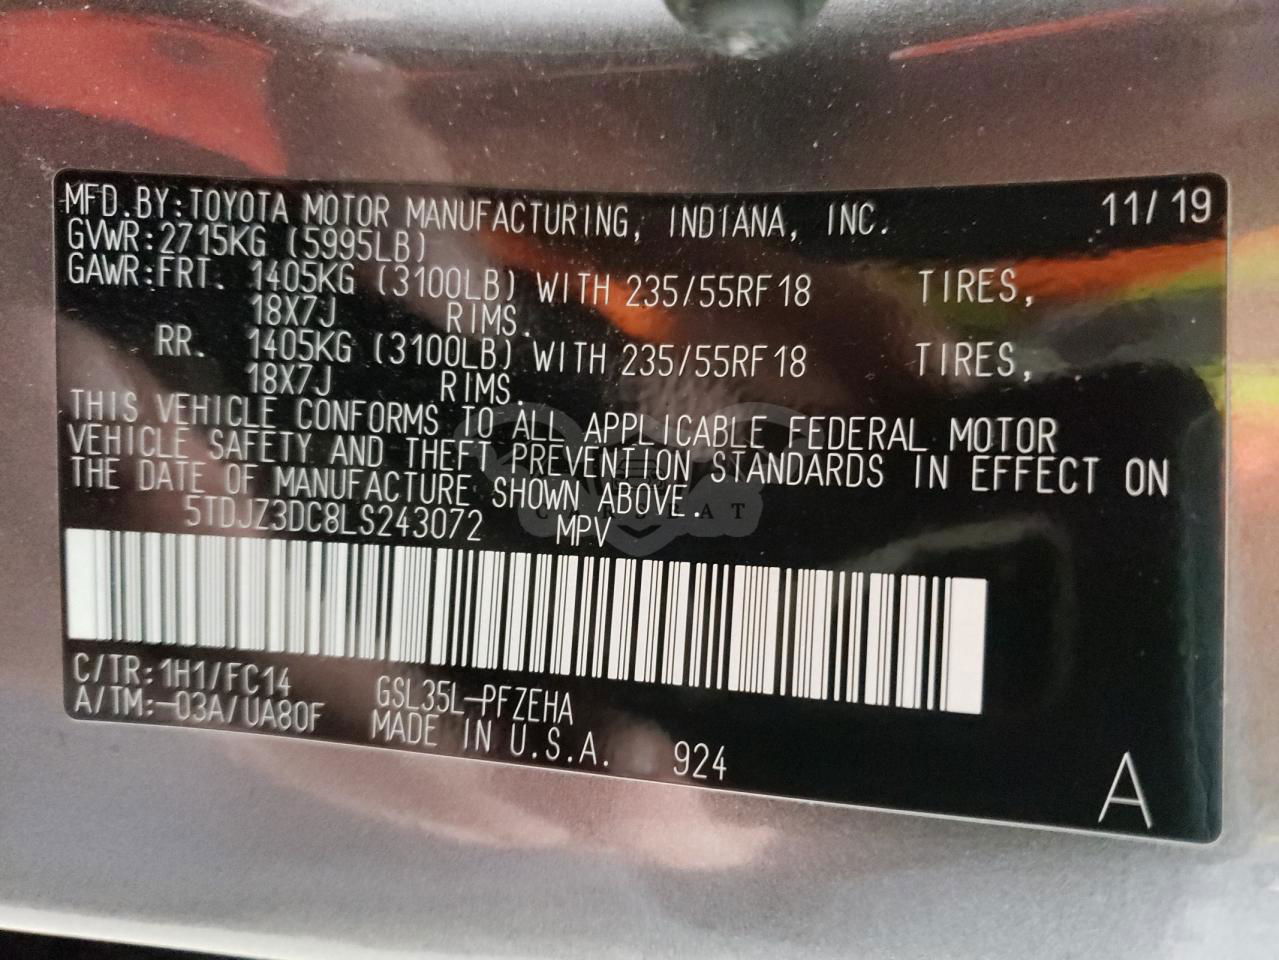 MFD.BY:TOYOTA MOTOR MANUFACTURING, INDIANA, INC. 11/19
GVWR:2715KG (5995LB)
GAWR:FRT. 1405KG (3100LB) WITH 235/55RF18 TIRES,
18X7J RIMS.
RR. 1405KG (3100LB) WITH 235/55RF18 TIRES,
18X7J RIMS.
THIS VEHICLE CONFORMS TO ALL APPLICABLE FEDERAL MOTOR
VEHICLE SAFETY AND THEFT PREVENTION STANDARDS IN EFFECT ON
THE DATE OF MANUFACTURE SHOWN ABOVE.
5TDJZ3DC8LS243072 MPV
CARSTAT
C/TR:1H1/FC14 GSL35L-PFZEHA
A/TM:-03A/UA80F MADE IN U.S.A. 924
A